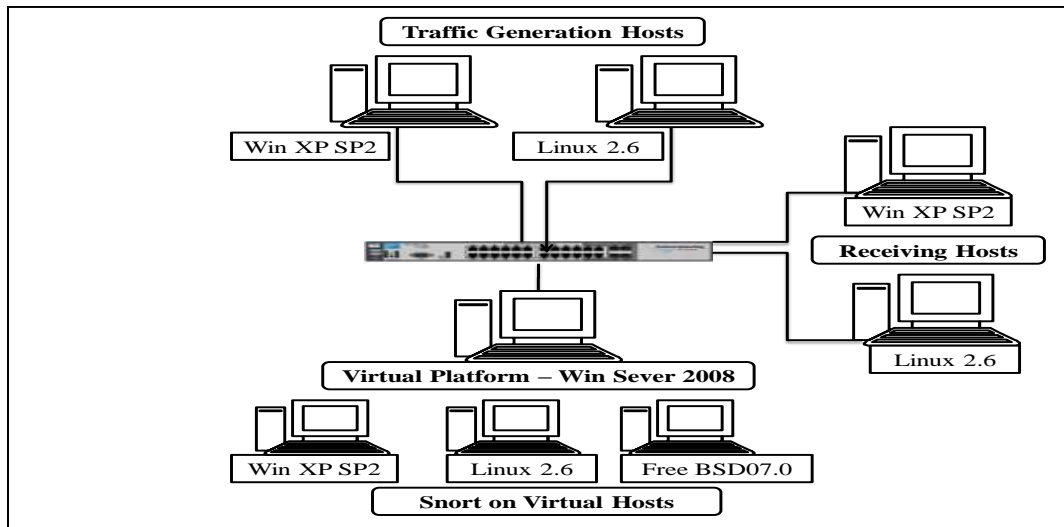 Traffic Generation Hosts
Win XP SP2
Linux 2.6
Win XP SP2
Receiving Hosts
Linux 2.6
Virtual Platform – Win Sever 2008
Win XP SP2
Linux 2.6
Free BSD07.0
Snort on Virtual Hosts